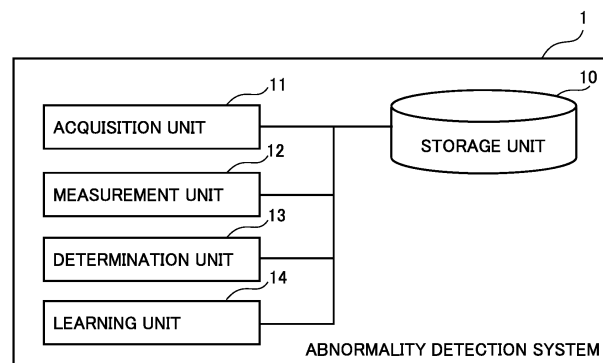 1
11
ACQUISITION UNIT
10
STORAGE UNIT
12
MEASUREMENT UNIT
13
DETERMINATION UNIT
14
LEARNING UNIT
ABNORMALITY DETECTION SYSTEM